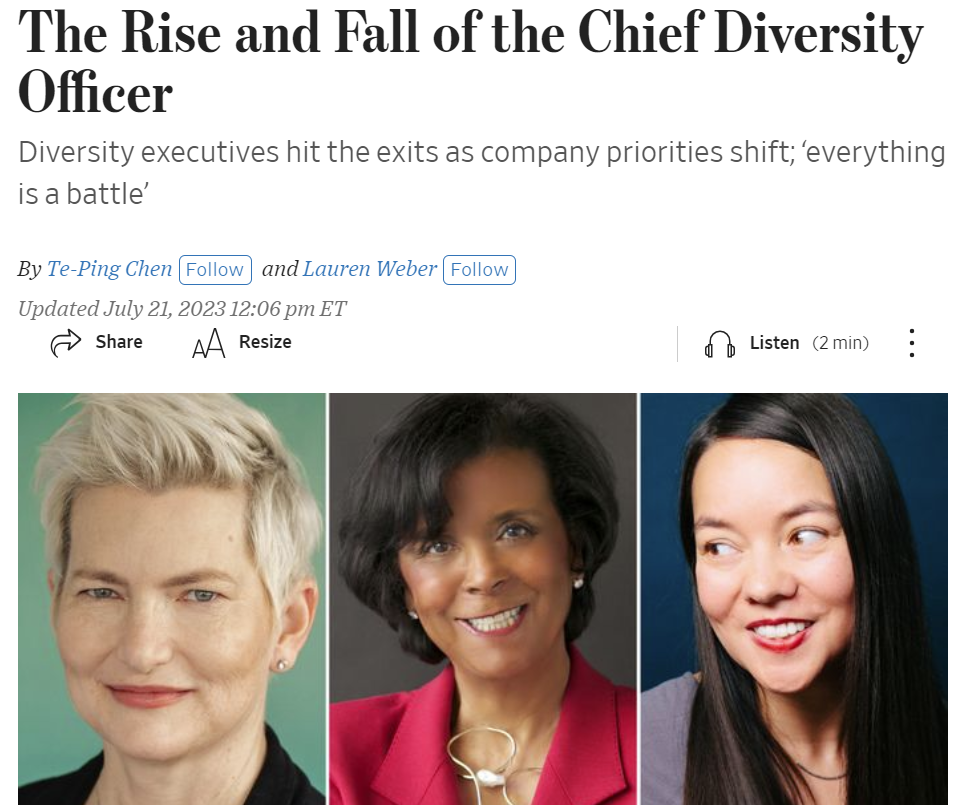 The Rise and Fall of the Chief Diversity
Officer
Diversity executives hit the exits as company priorities shift; ‘everything
is a battle’
By Te-Ping Chen Follow and Lauren Weber Follow
Updated July 21, 2023 12:06 pm ET
Share AA Resize Listen (2 min)